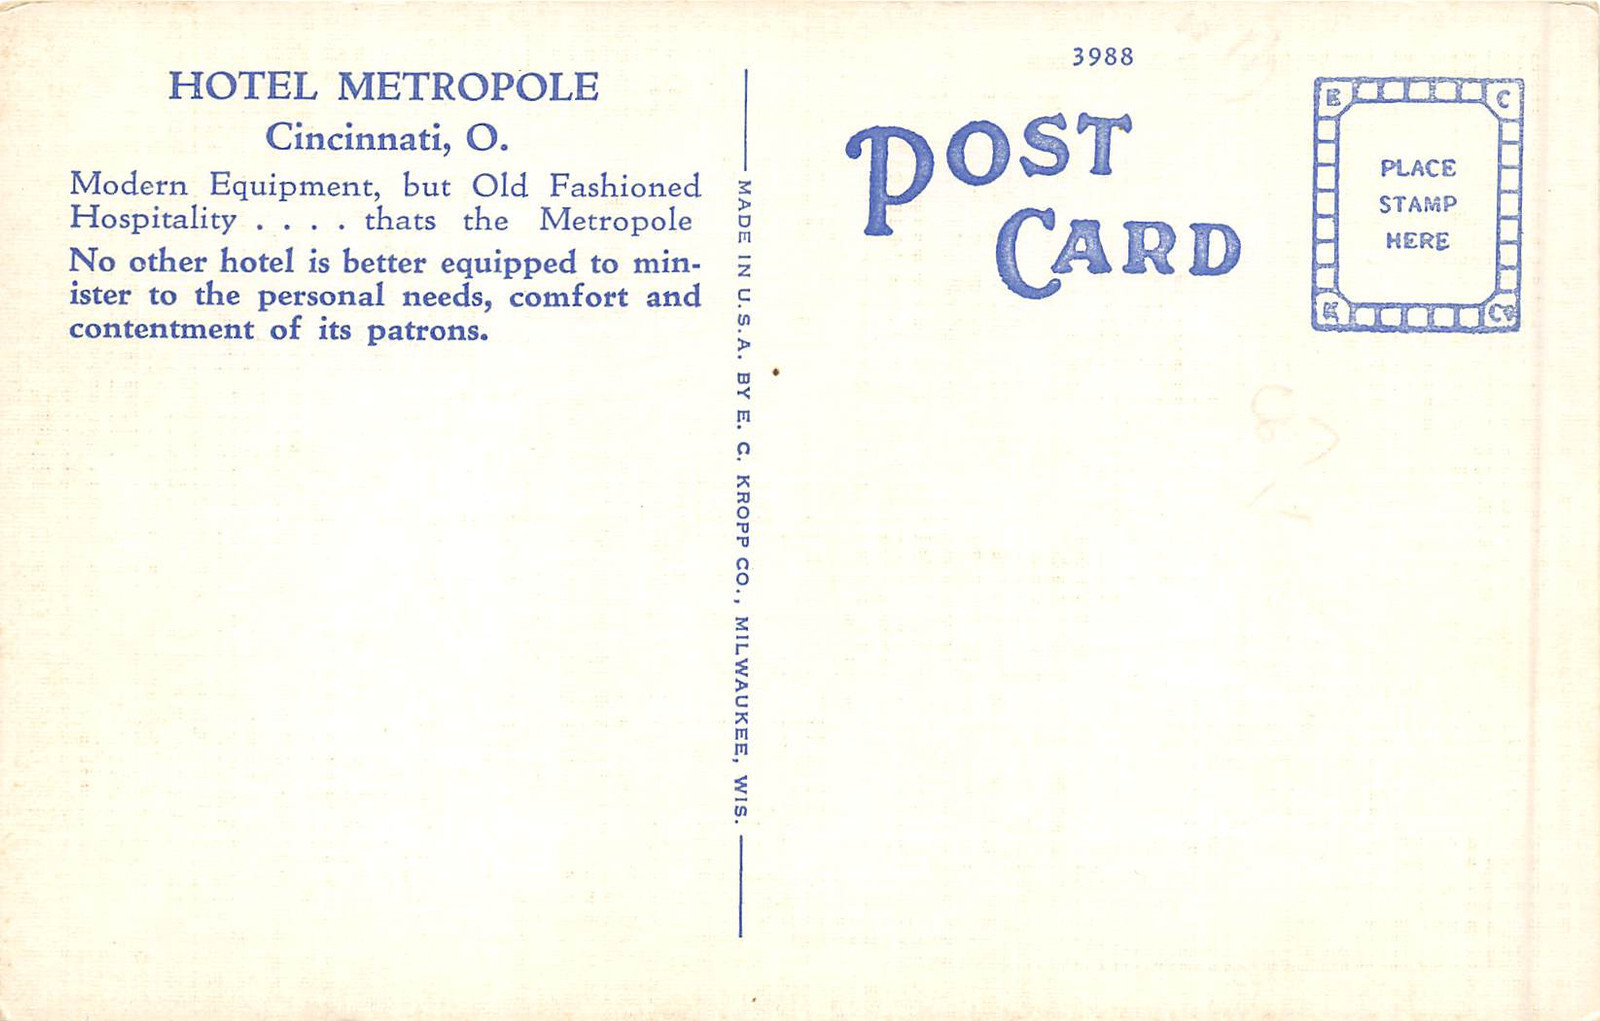 HOTEL METROPOLE
Cincinnati, O.
Modern Equipment, but Old Fashioned
Hospitality . . . . thats the Metropole
No other hotel is better equipped to min-
ister to the personal needs, comfort and
contentment of its patrons.
MADE IN U.S.A. BY E. C. KROPP CO., MILWAUKEE, WIS.
3988
POST
CARD
E C
PLACE
STAMP
HERE
K Co